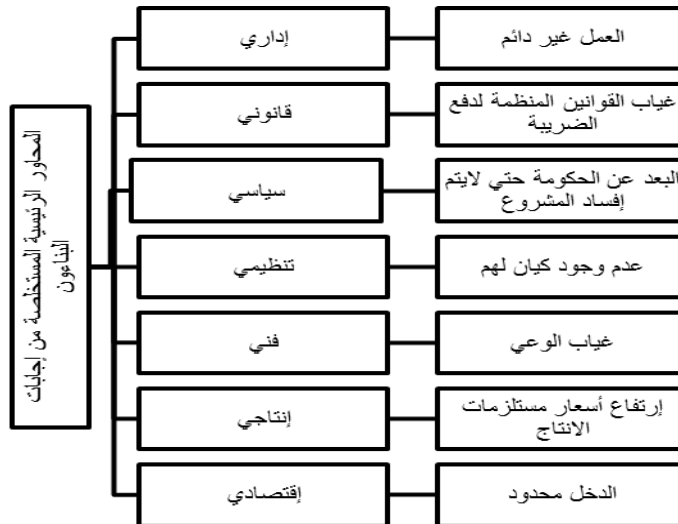 المحاور الرئيسية المستخلصة من إجابات
البناءون
إداري
العمل غير دائم
قانوني
غياب القوانين المنظمة لدفع
الضريبة
سياسي
البعد عن الحكومة حتي لايتم
إفساد المشروع
تنظيمي
عدم وجود كيان لهم
فني
غياب الوعي
إنتاجي
إرتفاع أسعار مستلزمات
الانتاج
إقتصادي
الدخل محدود